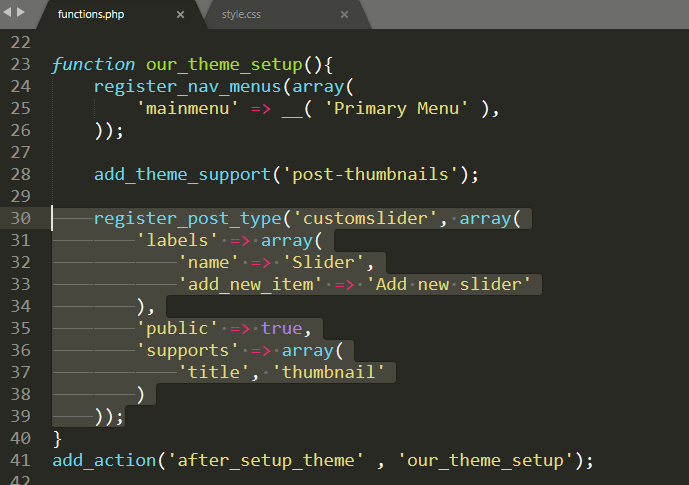 functions.php × style.css ×
22
23 function our_theme_setup(){
24 register_nav_menus(array(
25 'mainmenu' => __( 'Primary Menu' ),
26 ));
27
28 add_theme_support('post-thumbnails');
29
30 register_post_type('customslider', array(
31 'labels' => array(
32 'name' => 'Slider',
33 'add_new_item' => 'Add new slider'
34 ),
35 'public' => true,
36 'supports' => array(
37 'title', 'thumbnail'
38 )
39 ));
40 }
41 add_action('after_setup_theme' , 'our_theme_setup');
42